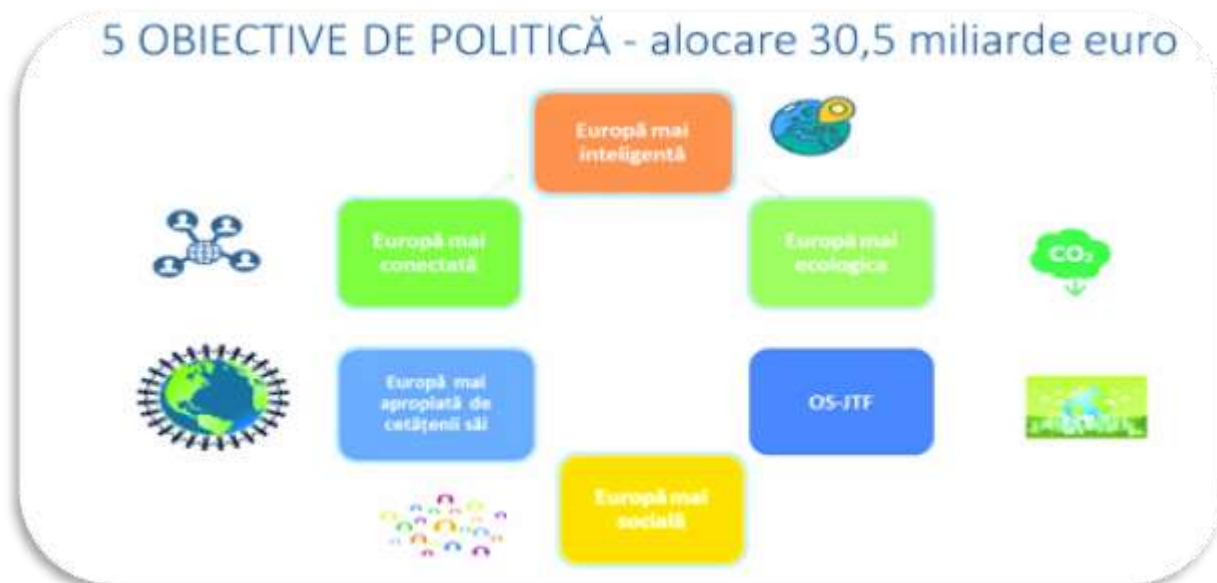 5 OBIECTIVE DE POLITICĂ - alocare 30,5 miliarde euro
Europă mai
inteligentă
Europă mai
conectată
Europă mai
ecologica
CO₂
Europă mai
apropiată de
cetățenii săi
OS-JTF
Europă mai
socială